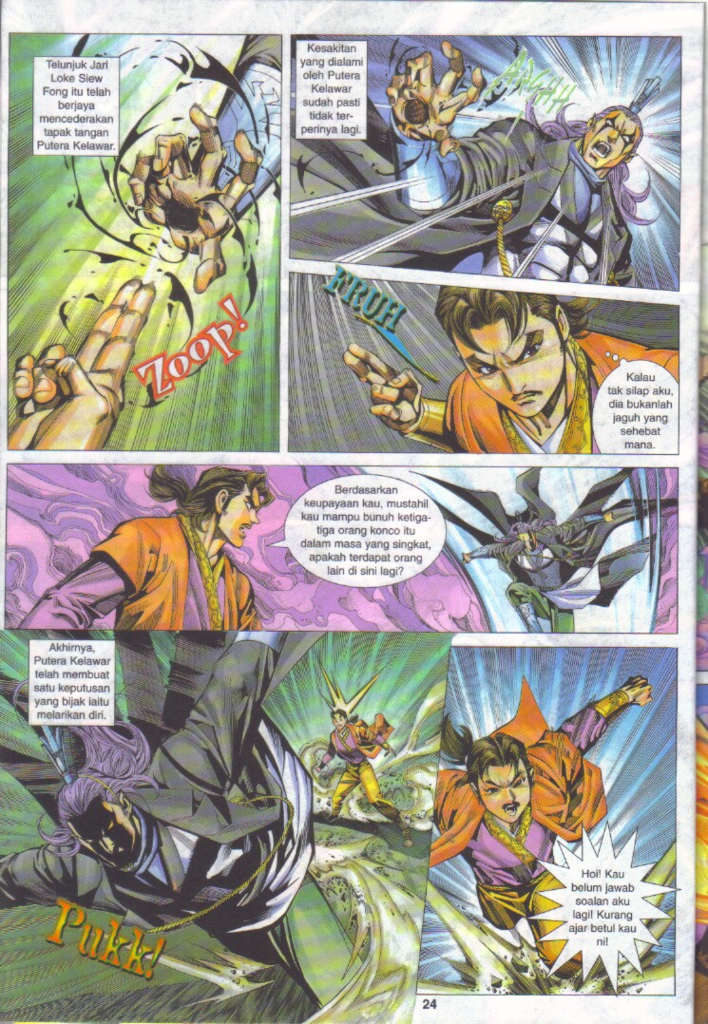 Telunjuk Jari
Loke Siew
Fong itu telah
berjaya
mencederakan
tapak tangan
Putera Kelawar.
Zoop!
Kesakitan
yang dialami
oleh Putera
Kelawar
sudah pasti
tidak ter-
perinya lagi.
ARGHH
FRUH
Kalau
tak silap aku,
dia bukanlah
jaguh yang
sehebat
mana.
Berdasarkan
keupayaan kau, mustahil
kau mampu bunuh ketiga-
tiga orang konco itu
dalam masa yang singkat,
apakah terdapat orang
lain di sini lagi?
Akhirnya,
Putera Kelawar
telah membuat
satu keputusan
yang bijak iaitu
melarikan diri.
Pukk!
Hoi! Kau
belum jawab
soalan aku
lagi! Kurang
ajar betul kau
ni!
24